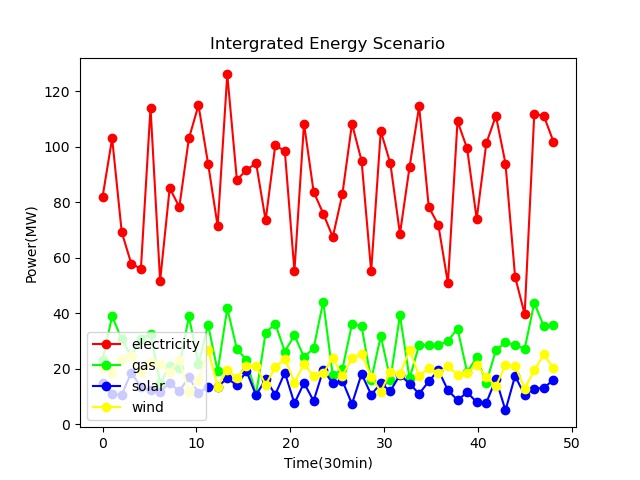 Intergrated Energy Scenario
Power(MW)
120
100
80
60
40
20
0
electricity
gas
solar
wind
0 10 20 30 40 50
Time(30min)